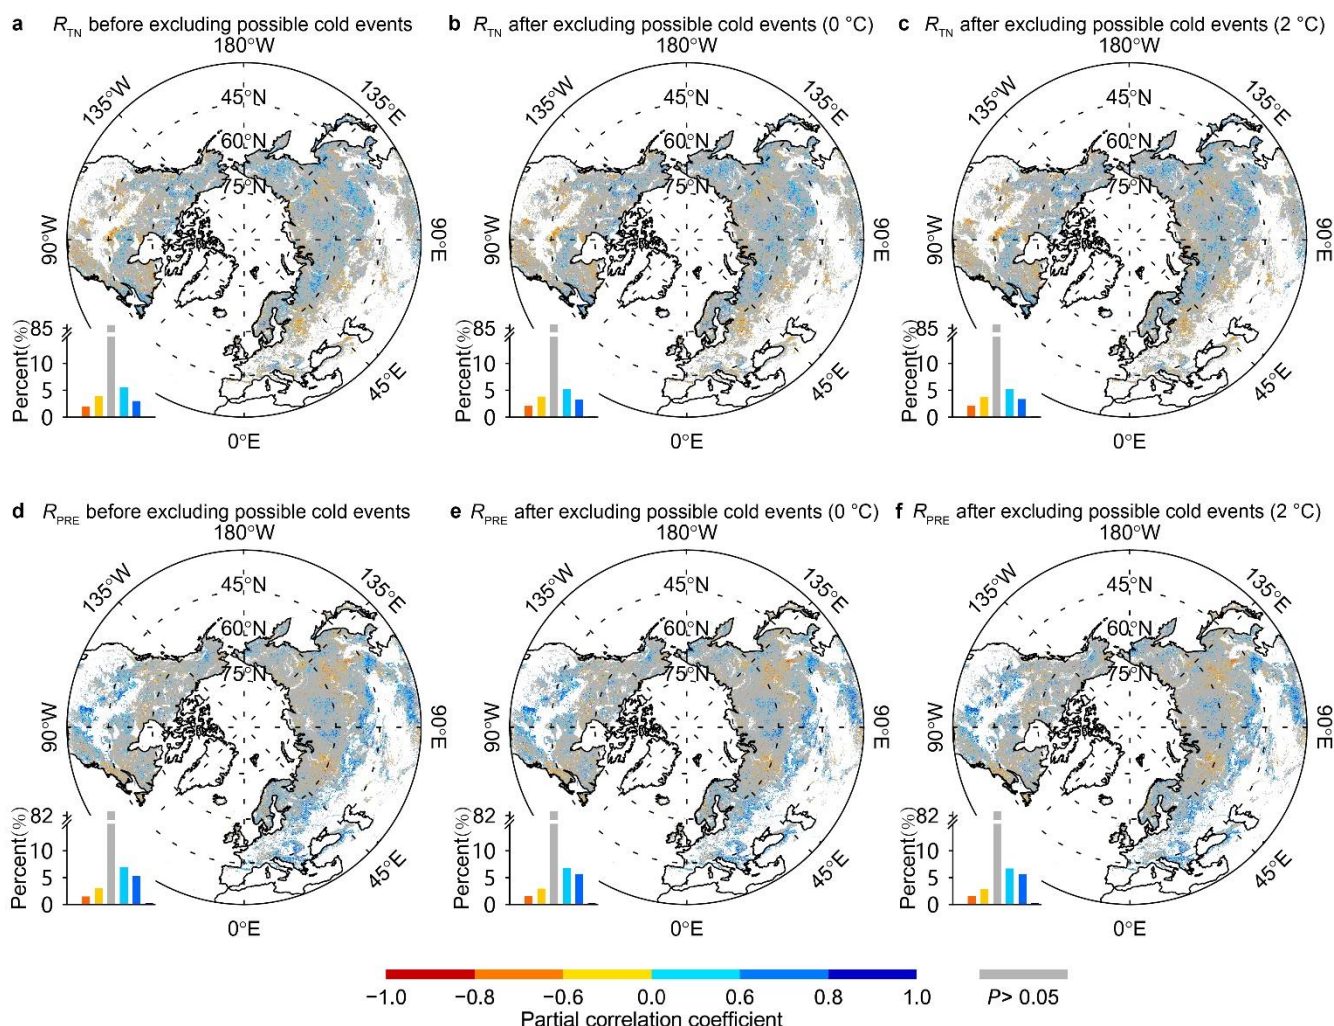 a R_TN before excluding possible cold events
b R_TN after excluding possible cold events (0 °C)
c R_TN after excluding possible cold events (2 °C)
180°W
135°W
135°E
45°N
60°N
75°N
90°W
90°E
45°E
0°E
85
10
5
0
Percent(%)
180°W
135°W
135°E
45°N
60°N
75°N
90°W
90°E
45°E
0°E
85
10
5
0
Percent(%)
180°W
135°W
135°E
45°N
60°N
75°N
90°W
90°E
45°E
0°E
85
10
5
0
Percent(%)
d R_PRE before excluding possible cold events
e R_PRE after excluding possible cold events (0 °C)
f R_PRE after excluding possible cold events (2 °C)
180°W
135°W
135°E
45°N
60°N
75°N
90°W
90°E
45°E
0°E
82
10
5
0
Percent(%)
180°W
135°W
135°E
45°N
60°N
75°N
90°W
90°E
45°E
0°E
82
10
5
0
Percent(%)
180°W
135°W
135°E
45°N
60°N
75°N
90°W
90°E
45°E
0°E
82
10
5
0
Percent(%)
−1.0 −0.8 −0.6 0.0 0.6 0.8 1.0
P> 0.05
Partial correlation coefficient